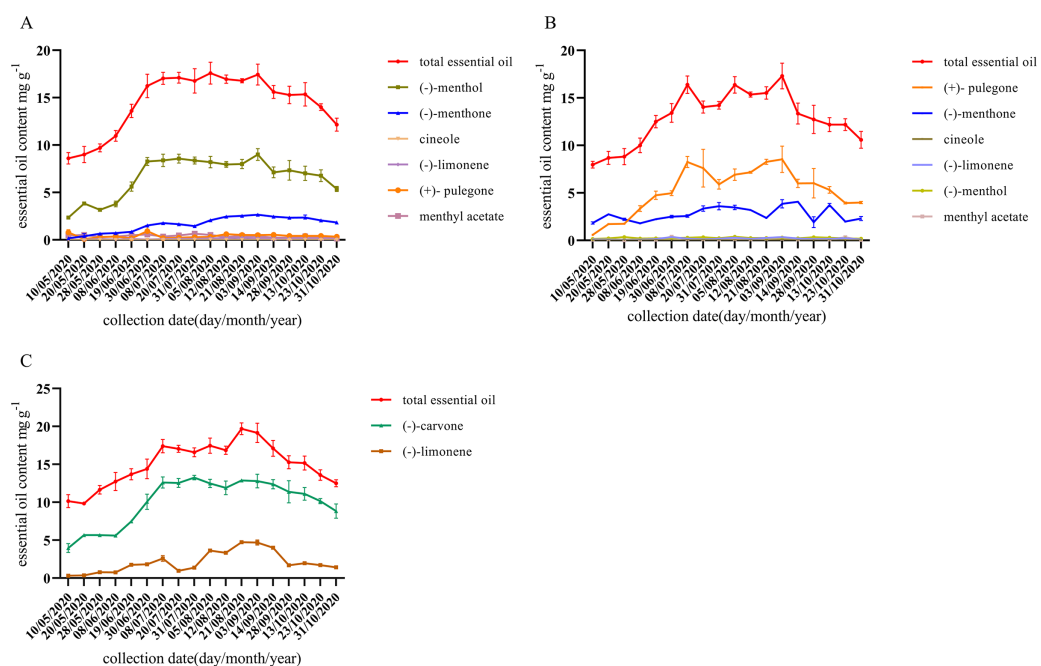 A
essential oil content mg⁻¹
20
15
10
5
0
10/05/2020
20/05/2020
28/05/2020
08/06/2020
19/06/2020
30/06/2020
08/07/2020
20/07/2020
31/07/2020
05/08/2020
12/08/2020
21/08/2020
03/09/2020
14/09/2020
28/09/2020
13/10/2020
23/10/2020
31/10/2020
collection date(day/month/year)
total essential oil
(-)-menthol
(-)-menthone
cineole
(-)-limonene
(+)- pulegone
menthyl acetate
B
essential oil content mg⁻¹
20
15
10
5
0
10/05/2020
20/05/2020
28/05/2020
08/06/2020
19/06/2020
30/06/2020
08/07/2020
20/07/2020
31/07/2020
05/08/2020
12/08/2020
21/08/2020
03/09/2020
14/09/2020
28/09/2020
13/10/2020
23/10/2020
31/10/2020
collection date(day/month/year)
total essential oil
(+)- pulegone
(-)-menthone
cineole
(-)-limonene
(-)-menthol
menthyl acetate
C
essential oil content mg⁻¹
25
20
15
10
5
0
10/05/2020
20/05/2020
28/05/2020
08/06/2020
19/06/2020
30/06/2020
08/07/2020
20/07/2020
31/07/2020
05/08/2020
12/08/2020
21/08/2020
03/09/2020
14/09/2020
28/09/2020
13/10/2020
23/10/2020
31/10/2020
collection date(day/month/year)
total essential oil
(-)-carvone
(-)-limonene